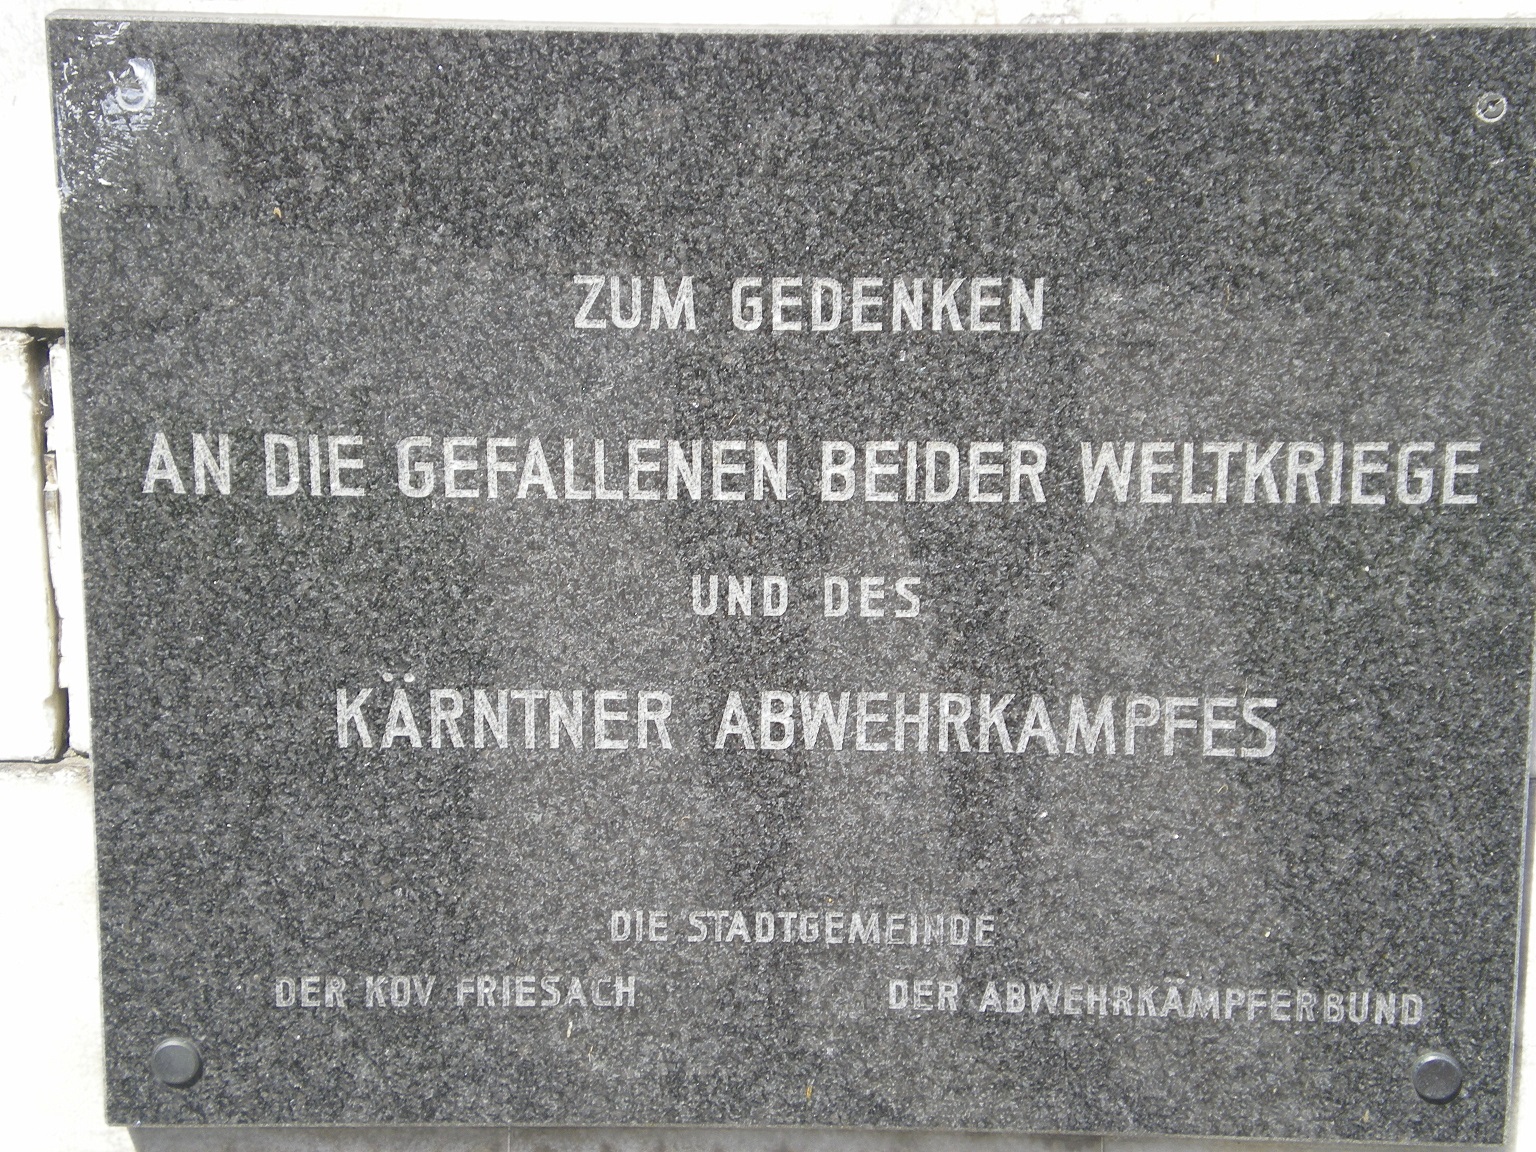 ZUM GEDENKEN
AN DIE GEFALLENEN BEIDER WELTKRIEGE
UND DES
KÄRNTNER ABWEHRKAMPFES
DIE STADTGEMEINDE
DER KOV FRIESACH DER ABWEHRKÄMPFERBUND